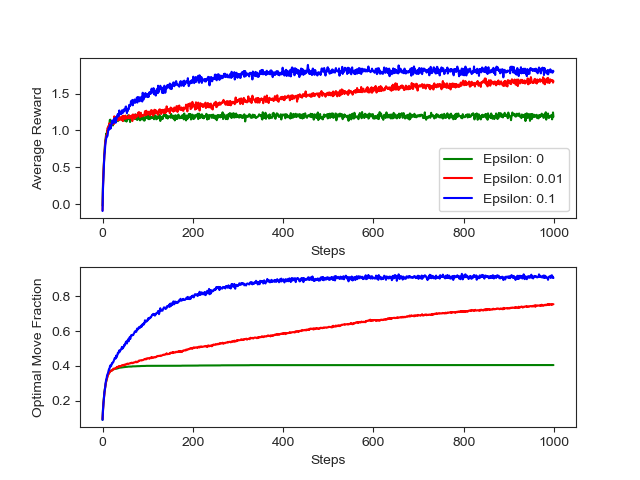 1.5
1.0
0.5
0.0
Average Reward
Epsilon: 0
Epsilon: 0.01
Epsilon: 0.1
0 200 400 600 800 1000
Steps
0.8
0.6
0.4
0.2
Optimal Move Fraction
0 200 400 600 800 1000
Steps